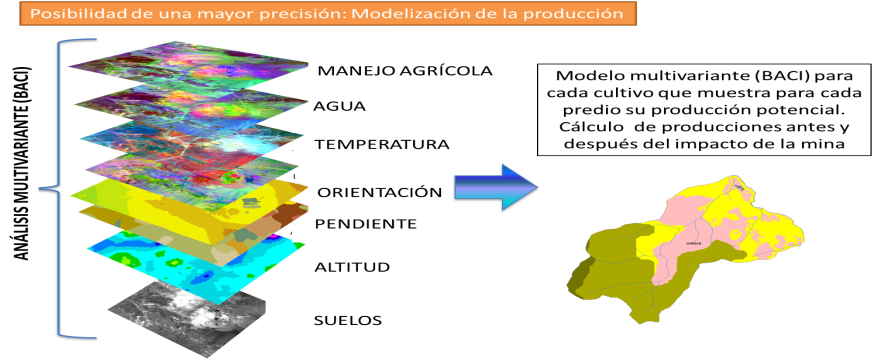 Posibilidad de una mayor precisión: Modelización de la producción
ANÁLISIS MULTIVARIANTE (BACI)
MANEJO AGRÍCOLA
AGUA
TEMPERATURA
ORIENTACIÓN
PENDIENTE
ALTITUD
SUELOS
Modelo multivariante (BACI) para
cada cultivo que muestra para cada
predio su producción potencial.
Cálculo de producciones antes y
después del impacto de la mina